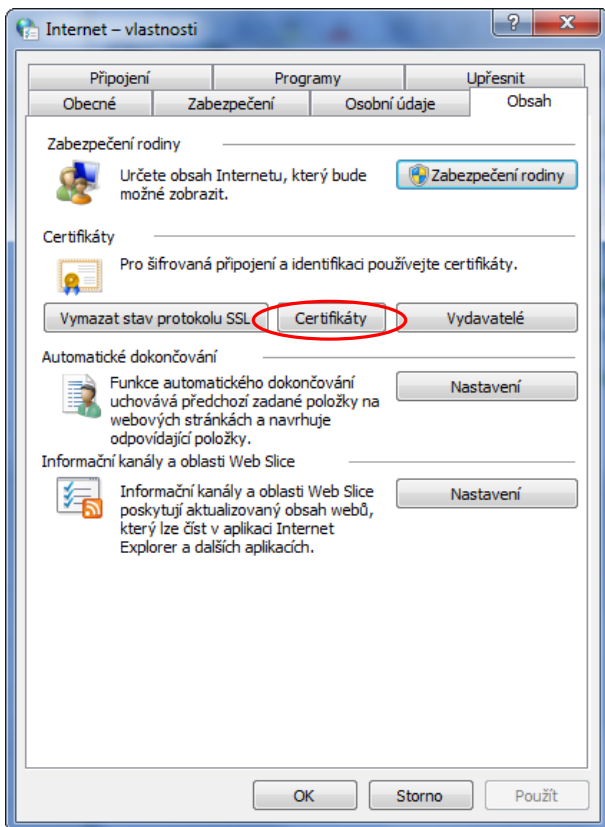 Internet – vlastnosti
Připojení Programy Upřesnit
Obecné Zabezpečení Osobní údaje Obsah
Zabezpečení rodiny
Určete obsah Internetu, který bude
možné zobrazit.
Zabezpečení rodiny
Certifikáty
Pro šifrovaná připojení a identifikaci používejte certifikáty.
Vymazat stav protokolu SSL Certifikáty Vydavatelé
Automatické dokončování
Funkce automatického dokončování
uchovává předchozí zadané položky na
webových stránkách a navrhuje
odpovídající položky.
Nastavení
Informační kanály a oblasti Web Slice
Informační kanály a oblasti Web Slice
poskytují aktualizovaný obsah webů,
který lze číst v aplikaci Internet
Explorer a dalších aplikacích.
Nastavení
OK Storno Použít